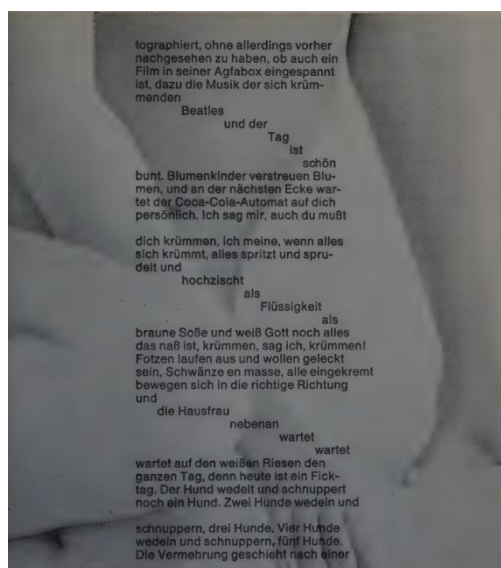 tographiert, ohne allerdings vorher
nachgesehen zu haben, ob auch ein
Film in seiner Agfabox eingespannt
ist, dazu die Musik der sich krüm-
menden
Beatles
und der
Tag
ist
schön
bunt. Blumenkinder verstreuen Blu-
men, und an der nächsten Ecke war-
tet der Coca-Cola-Automat auf dich
persönlich. Ich sag mir, auch du mußt
dich krümmen, ich meine, wenn alles
sich krümmt, alles spritzt und spru-
delt und
hochzischt
als
Flüssigkeit
als
braune Soße und weiß Gott noch alles
das naß ist, krümmen, sag ich, krümmen!
Fotzen laufen aus und wollen geleckt
sein, Schwänze en masse, alle eingekremt
bewegen sich in die richtige Richtung
und
die Hausfrau
nebenan
wartet
wartet
wartet auf den weißen Riesen den
ganzen Tag, denn heute ist ein Fick-
tag. Der Hund wedelt und schnuppert
noch ein Hund. Zwei Hunde wedeln und
schnuppern, drei Hunde. Vier Hunde
wedeln und schnuppern, fünf Hunde.
Die Vermehrung geschieht nach einer